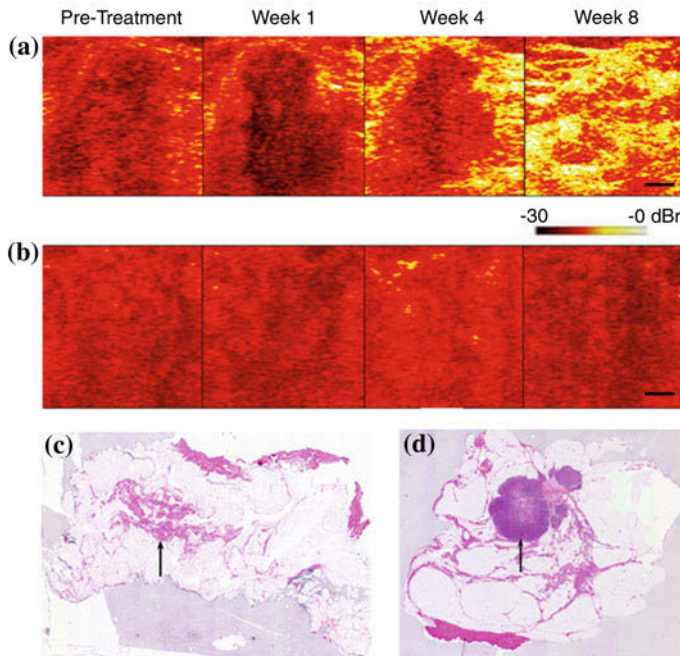 Pre-Treatment Week 1 Week 4 Week 8
(a)
-30 -0 dBr
(b)
(c) (d)